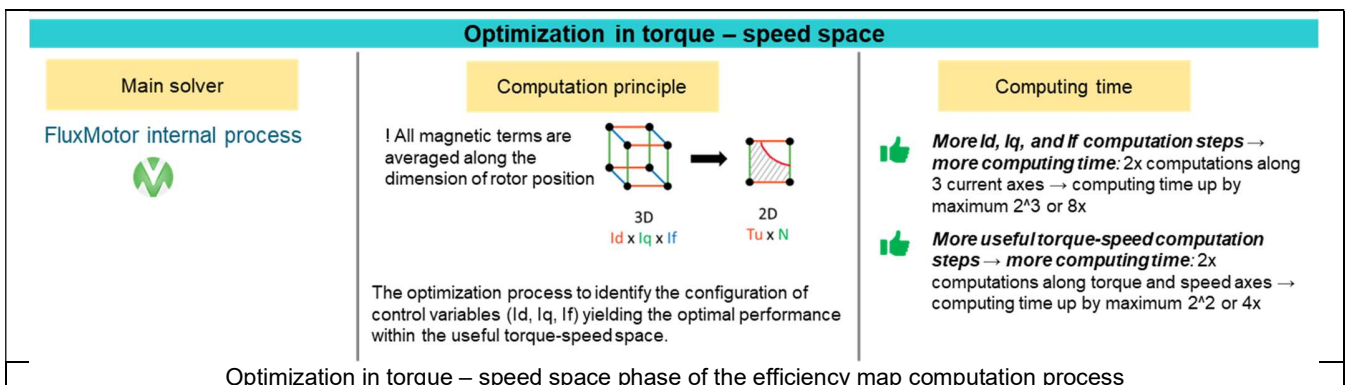 Optimization in torque – speed space
Main solver
FluxMotor internal process
Computation principle
! All magnetic terms are
averaged along the
dimension of rotor position
3D
Id x Iq x If
2D
Tu x N
The optimization process to identify the configuration of
control variables (Id, Iq, If) yielding the optimal performance
within the useful torque-speed space.
Computing time
More Id, Iq, and If computation steps →
more computing time: 2x computations along
3 current axes → computing time up by
maximum 2^3 or 8x
More useful torque-speed computation
steps → more computing time: 2x
computations along torque and speed axes →
computing time up by maximum 2^2 or 4x
Optimization in torque – speed space phase of the efficiency map computation process